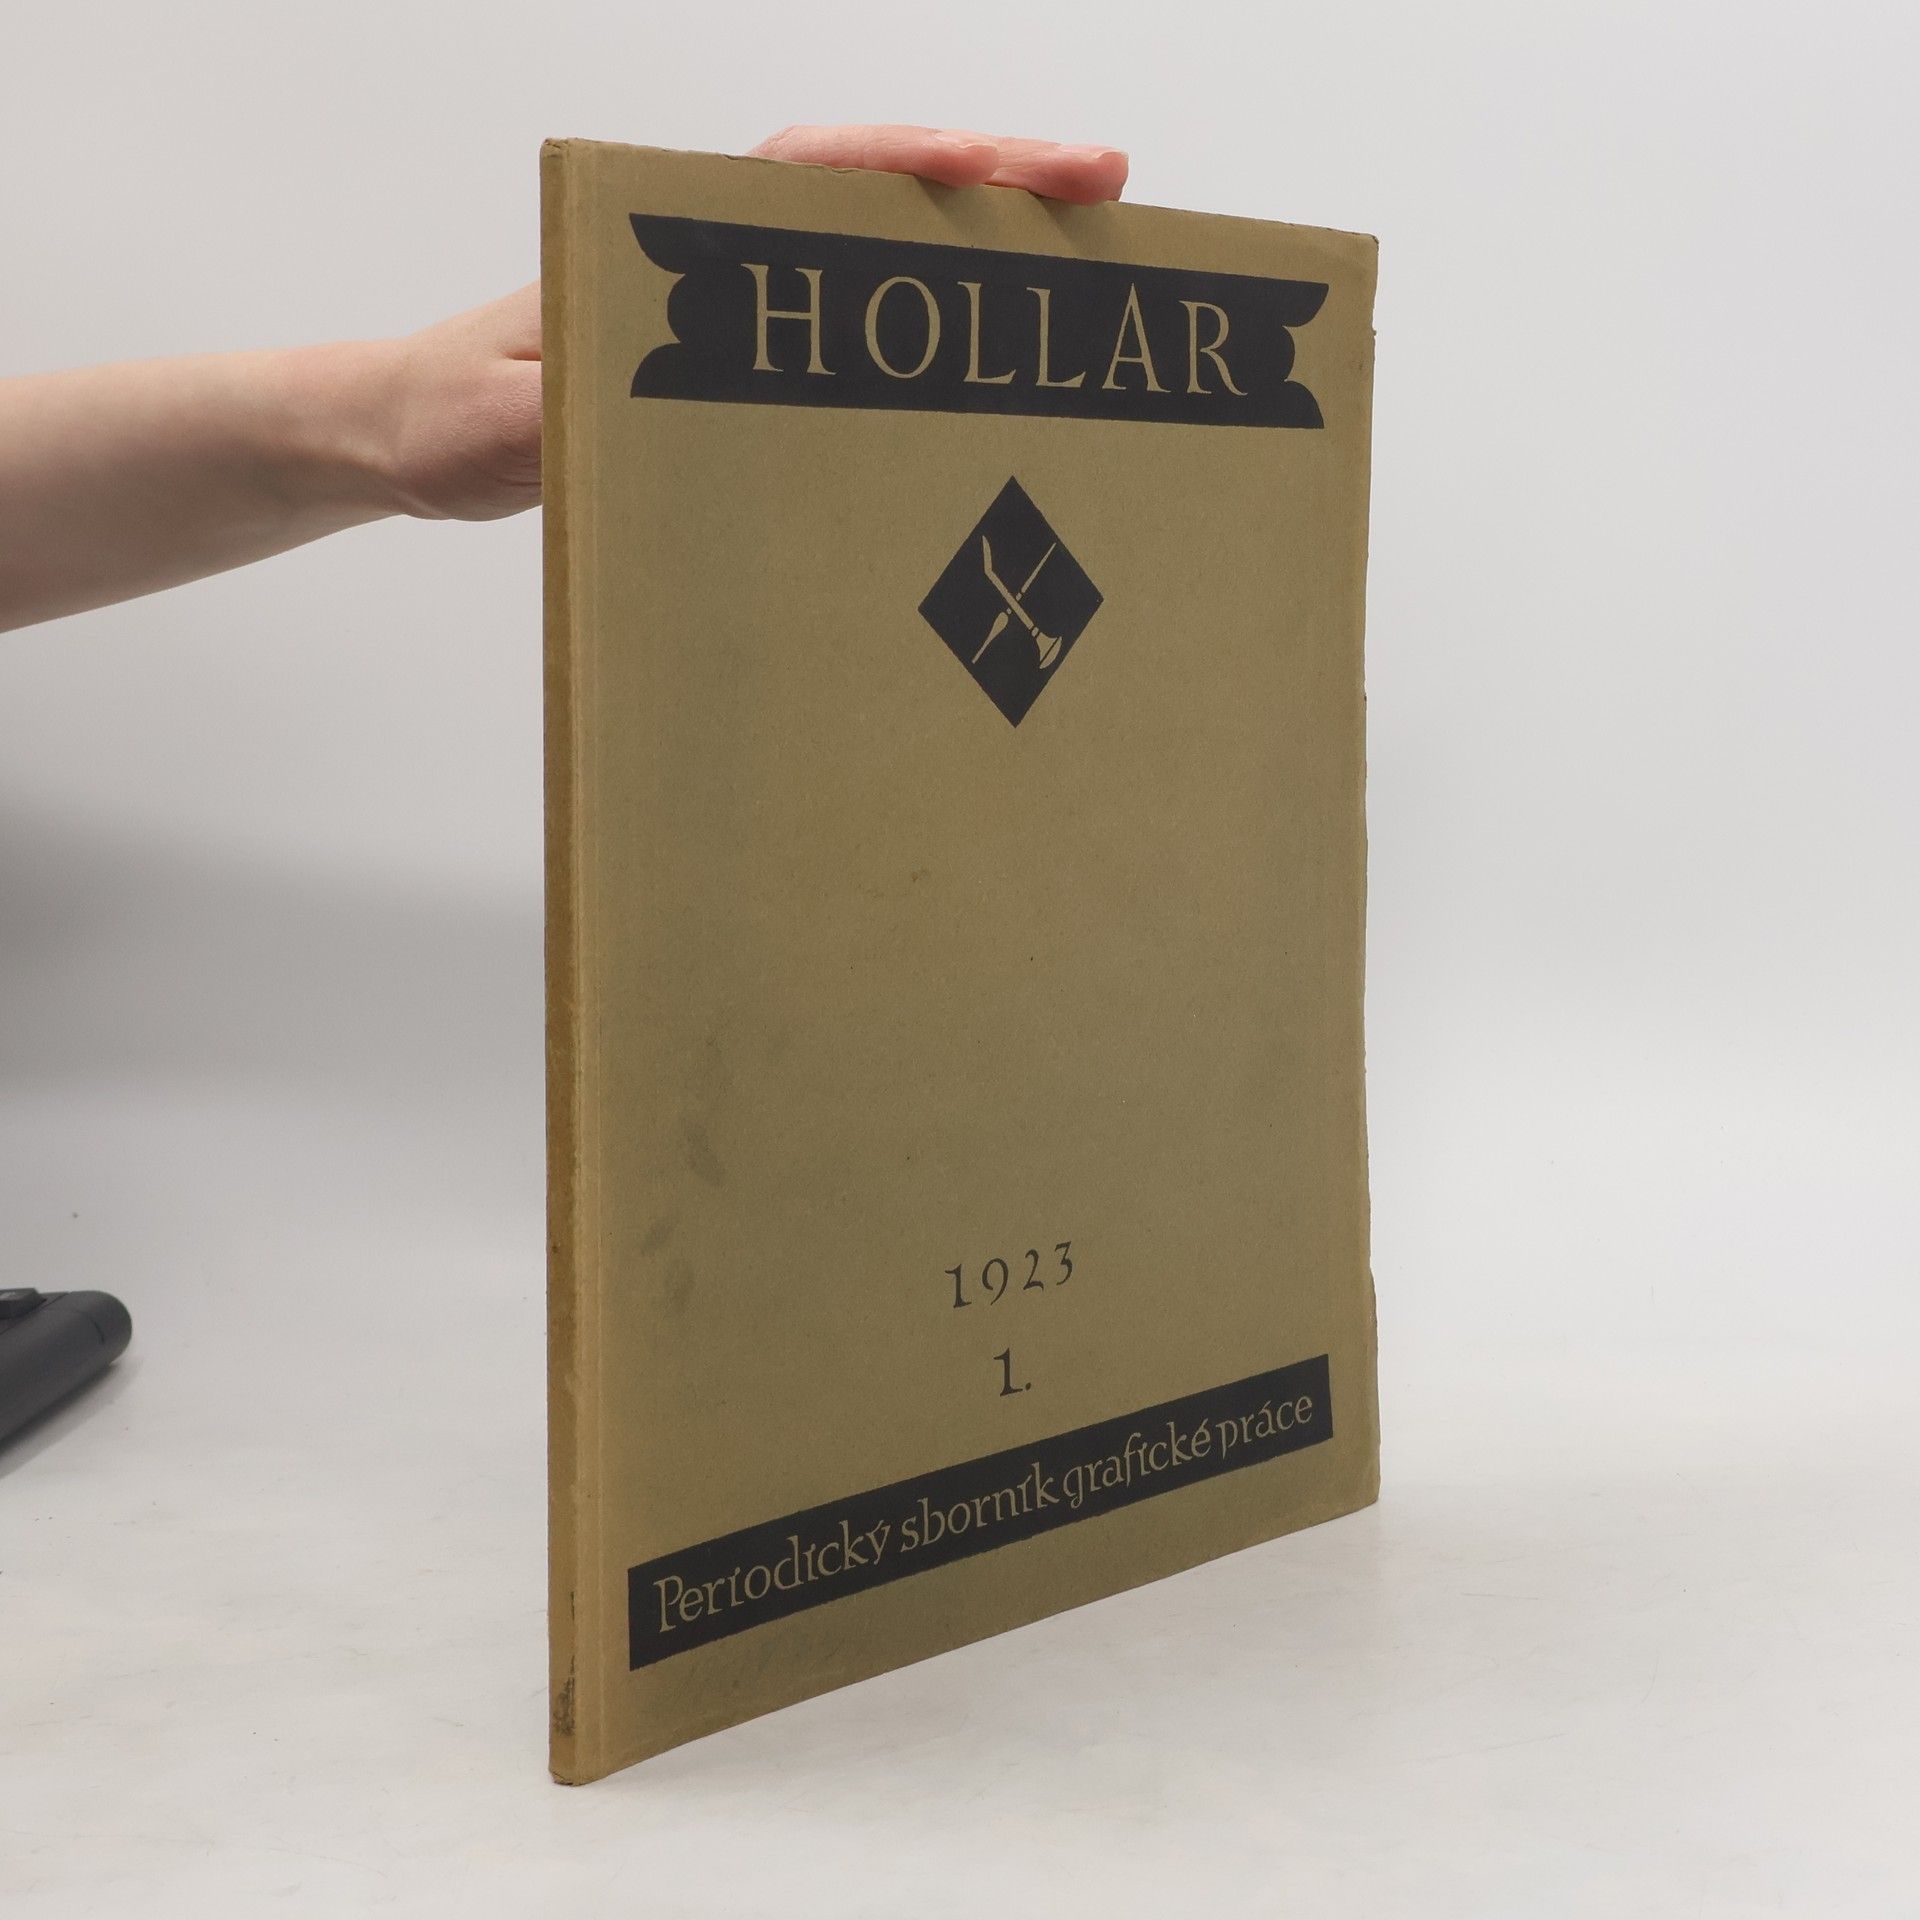 HOLLAR
1923
1.
Periodický sborník grafické práce